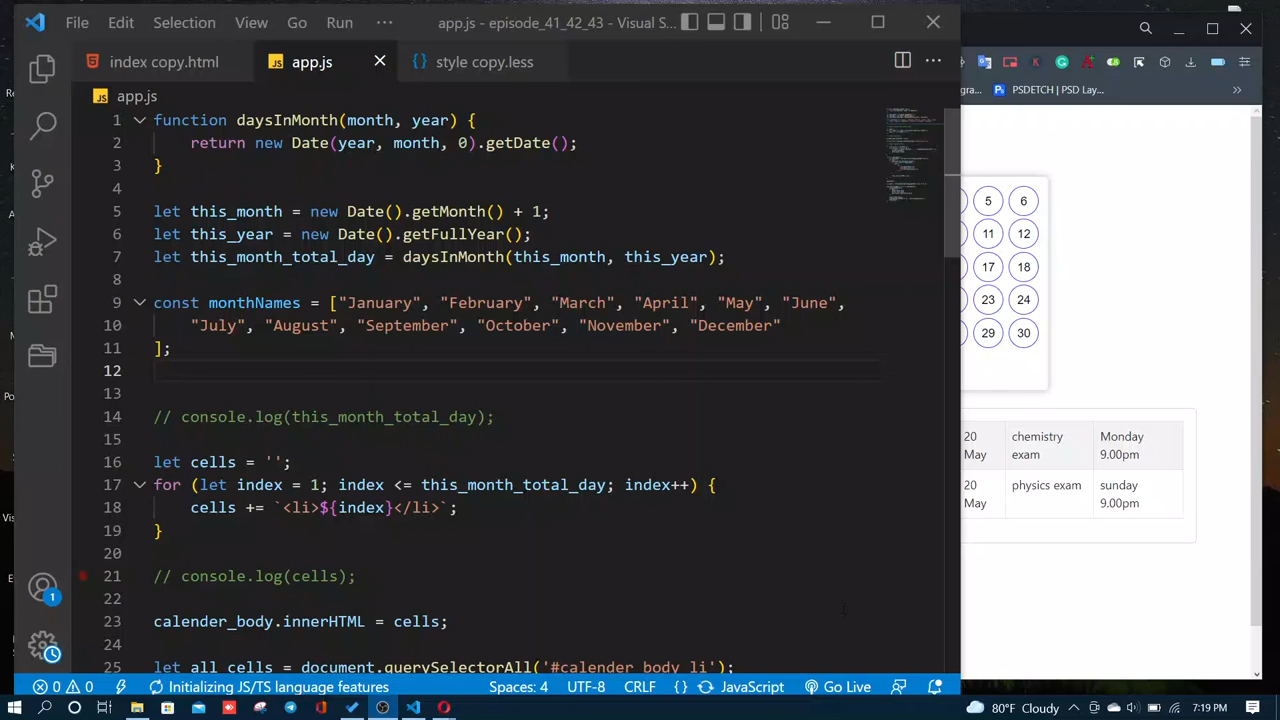 File Edit Selection View Go Run ··· app.js - episode_41_42_43 - Visual S...
index copy.html app.js style copy.less
app.js
1 function daysInMonth(month, year) {
2 return new Date(year, month, 0).getDate();
3 }
4
5 let this_month = new Date().getMonth() + 1;
6 let this_year = new Date().getFullYear();
7 let this_month_total_day = daysInMonth(this_month, this_year);
8
9 const monthNames = ["January", "February", "March", "April", "May", "June",
10 "July", "August", "September", "October", "November", "December"
11 ];
12
13
14 // console.log(this_month_total_day);
15
16 let cells = '';
17 for (let index = 1; index <= this_month_total_day; index++) {
18 cells += `<li>${index}</li>`;
19 }
20
21 // console.log(cells);
22
23 calender_body.innerHTML = cells;
24
25 let all_cells = document.querySelectorAll('#calender_body li');
0 0 Initializing JS/TS language features Spaces: 4 UTF-8 CRLF {} JavaScript Go Live
1
PSDETCH | PSD Lay...
5 6
11 12
17 18
23 24
29 30
20 May chemistry exam Monday 9.00pm
20 May physics exam sunday 9.00pm
80°F Cloudy 7:19 PM